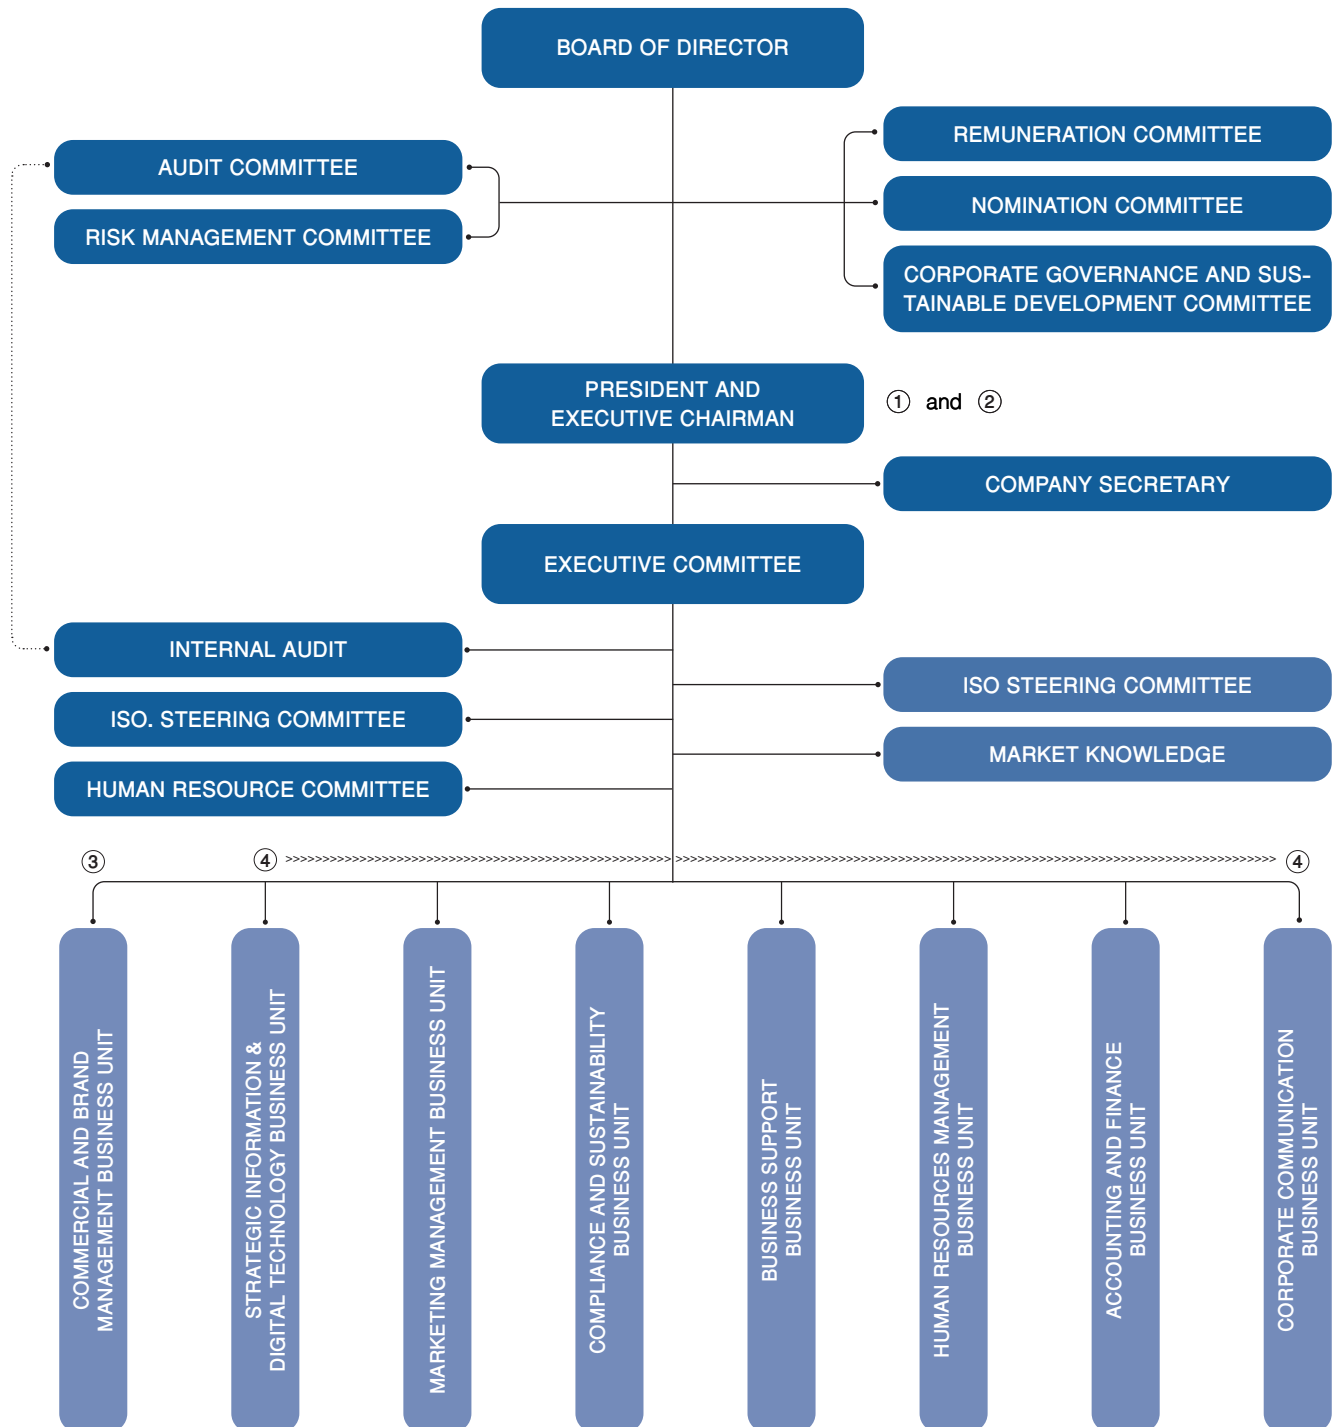 BOARD OF DIRECTOR
REMUNERATION COMMITTEE
AUDIT COMMITTEE
NOMINATION COMMITTEE
RISK MANAGEMENT COMMITTEE
CORPORATE GOVERNANCE AND SUS-
TAINABLE DEVELOPMENT COMMITTEE
PRESIDENT AND
EXECUTIVE CHAIRMAN
① and ②
COMPANY SECRETARY
EXECUTIVE COMMITTEE
INTERNAL AUDIT
ISO STEERING COMMITTEE
ISO. STEERING COMMITTEE
MARKET KNOWLEDGE
HUMAN RESOURCE COMMITTEE
③
④
④
COMMERCIAL AND BRAND
MANAGEMENT BUSINESS UNIT
STRATEGIC INFORMATION &
DIGITAL TECHNOLOGY BUSINESS UNIT
MARKETING MANAGEMENT BUSINESS UNIT
COMPLIANCE AND SUSTAINABILITY
BUSINESS UNIT
BUSINESS SUPPORT
BUSINESS UNIT
HUMAN RESOURCES MANAGEMENT
BUSINESS UNIT
ACCOUNTING AND FINANCE
BUSINESS UNIT
CORPORATE COMMUNICATION
BUSINESS UNIT